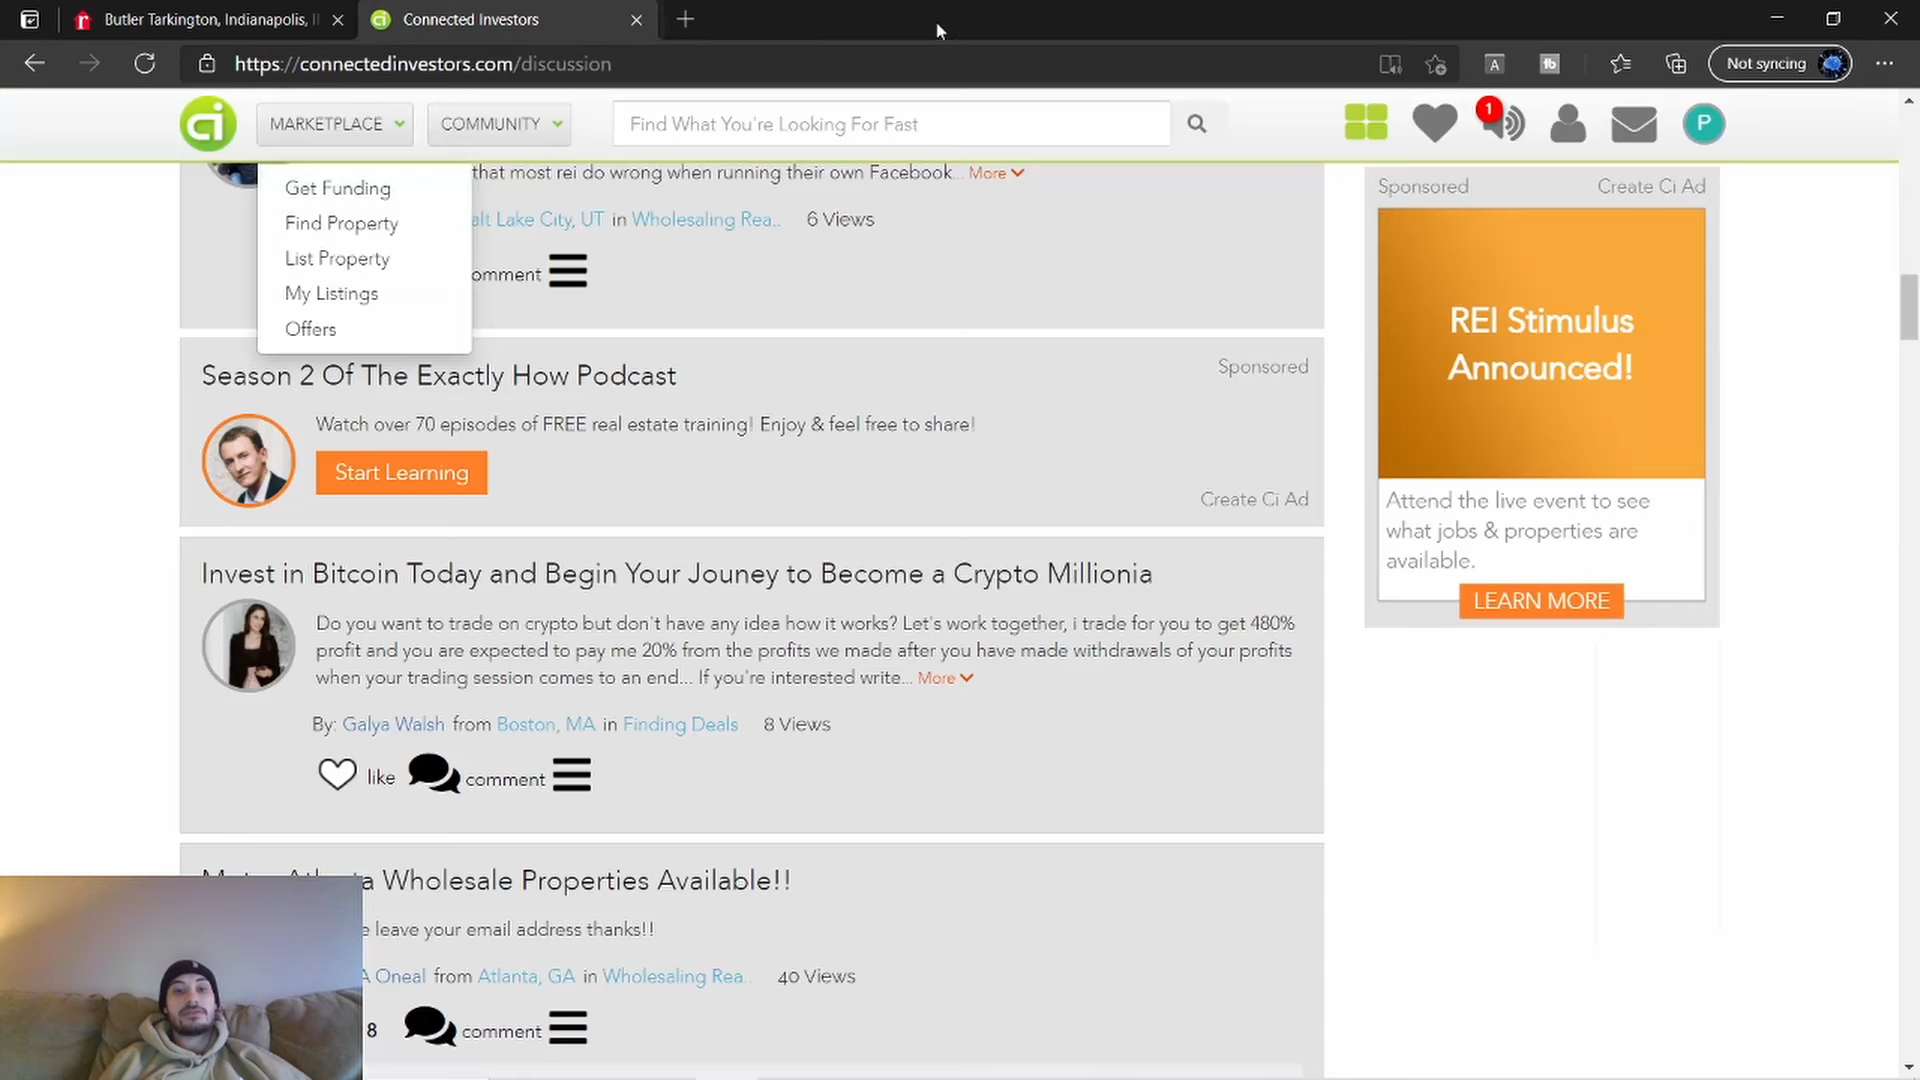 Butler Tarkington, Indianapolis, I
Connected Investors
https://connectedinvestors.com/discussion
A
Not syncing
ci
MARKETPLACE
COMMUNITY
Find What You're Looking For Fast
1
P
Get Funding
Find Property
List Property
My Listings
Offers
that most rei do wrong when running their own Facebook... More
alt Lake City, UT in Wholesaling Rea.. 6 Views
omment
Season 2 Of The Exactly How Podcast
Sponsored
Watch over 70 episodes of FREE real estate training! Enjoy & feel free to share!
Start Learning
Create Ci Ad
Invest in Bitcoin Today and Begin Your Jouney to Become a Crypto Millionia
Do you want to trade on crypto but don't have any idea how it works? Let's work together, i trade for you to get 480%
profit and you are expected to pay me 20% from the profits we made after you have made withdrawals of your profits
when your trading session comes to an end... If you're interested write... More
By: Galya Walsh from Boston, MA in Finding Deals 8 Views
like comment
a Wholesale Properties Available!!
e leave your email address thanks!!
A Oneal from Atlanta, GA in Wholesaling Rea.. 40 Views
8 comment
Sponsored Create Ci Ad
REI Stimulus
Announced!
Attend the live event to see
what jobs & properties are
available.
LEARN MORE